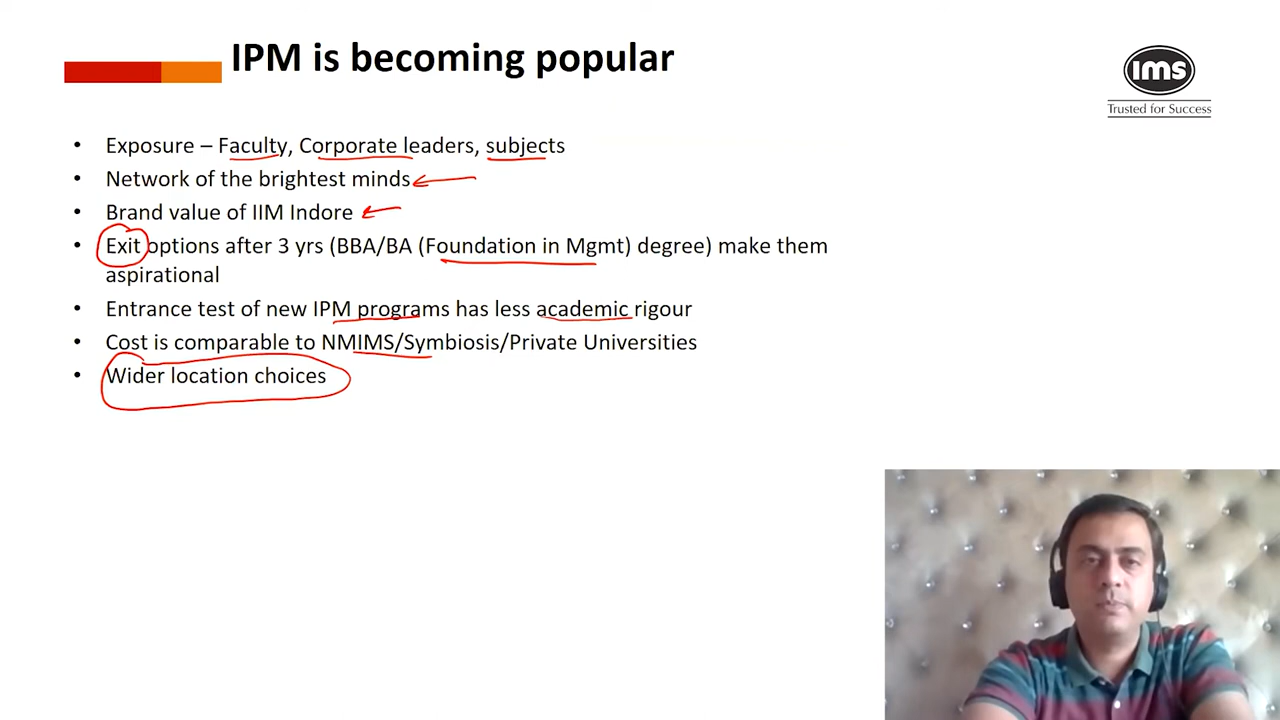 IPM is becoming popular
ims
Trusted for Success
• Exposure – Faculty, Corporate leaders, subjects
• Network of the brightest minds
• Brand value of IIM Indore
• Exit options after 3 yrs (BBA/BA (Foundation in Mgmt) degree) make them
aspirational
• Entrance test of new IPM programs has less academic rigour
• Cost is comparable to NMIMS/Symbiosis/Private Universities
• Wider location choices